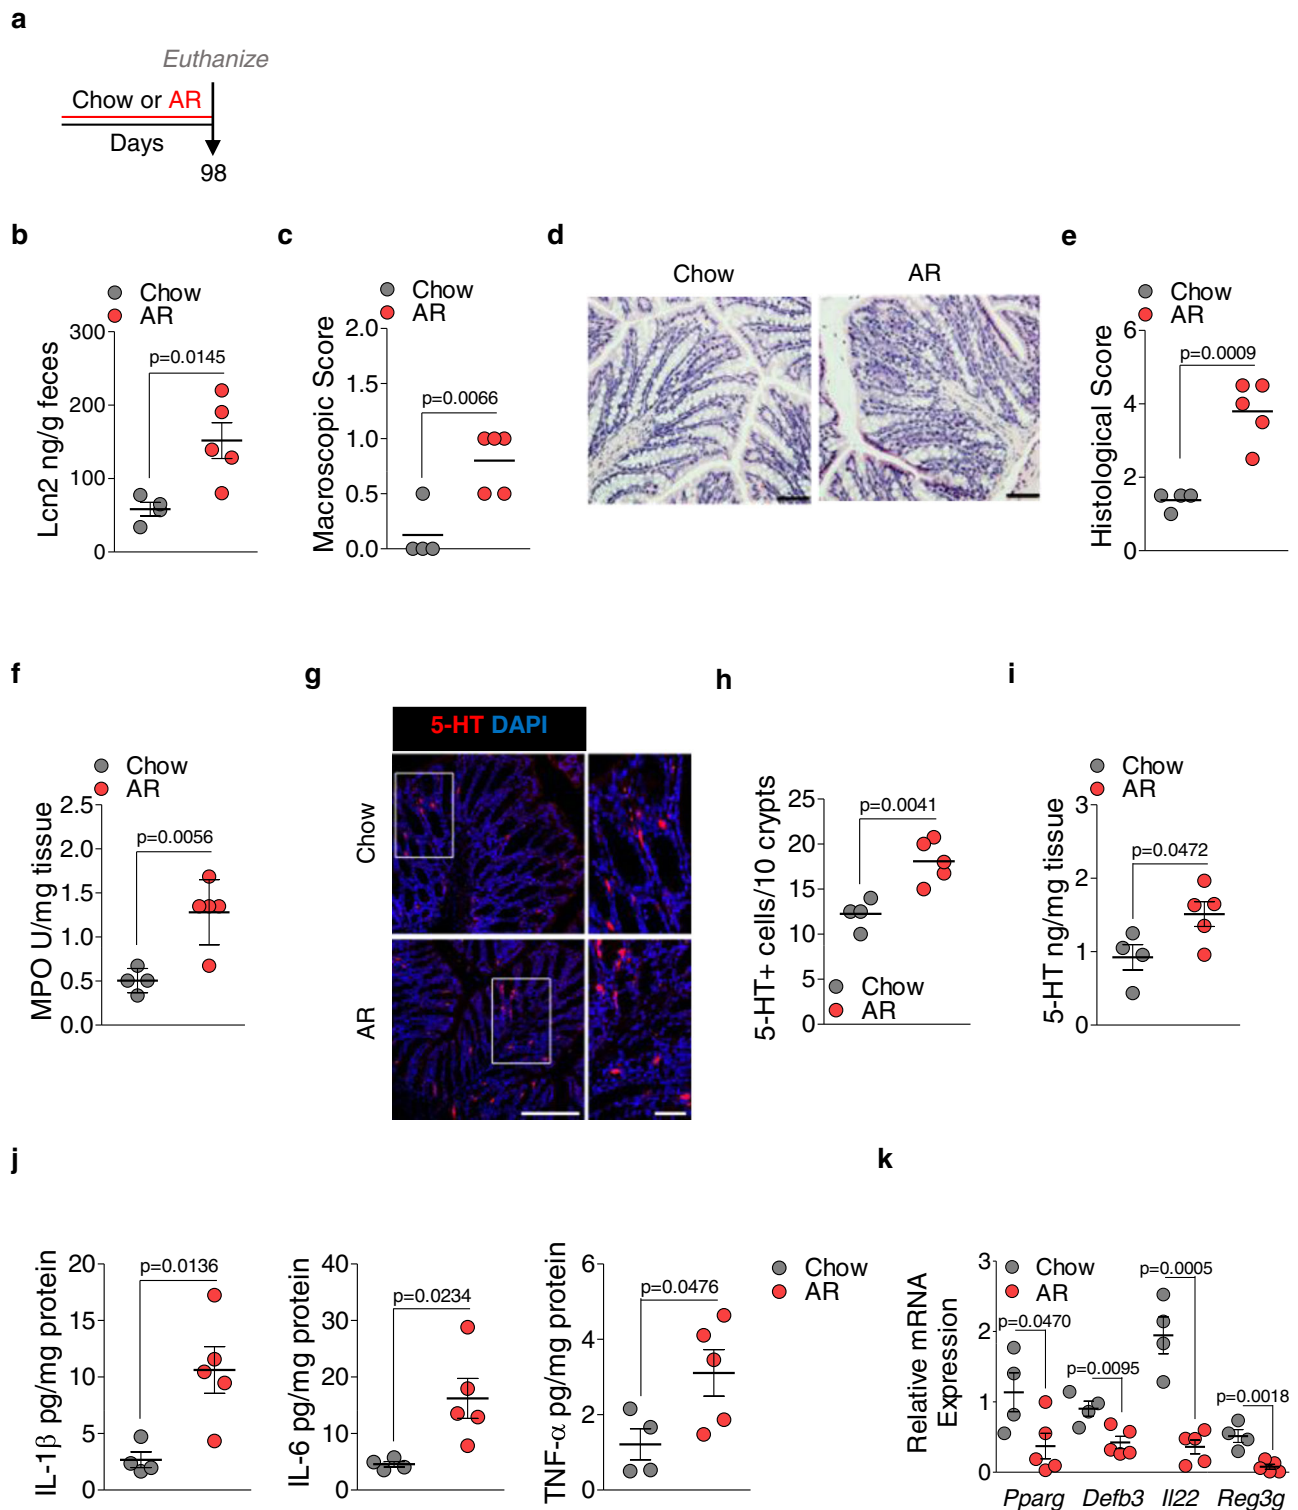 a
Euthanize
Chow or AR
Days
98
b
Chow
AR
Lcn2 ng/g feces
300
200
100
0
p=0.0145
c
Chow
AR
Macroscopic Score
2.0
1.5
1.0
0.5
0.0
p=0.0066
d
Chow
AR
e
Chow
AR
Histological Score
6
4
2
0
p=0.0009
f
Chow
AR
MPO U/mg tissue
2.5
2.0
1.5
1.0
0.5
0.0
p=0.0056
g
5-HT DAPI
Chow
AR
h
5-HT+ cells/10 crypts
25
20
15
10
5
0
p=0.0041
Chow
AR
i
Chow
AR
5-HT ng/mg tissue
3
2
1
0
p=0.0472
j
IL-1β pg/mg protein
20
15
10
5
0
p=0.0136
IL-6 pg/mg protein
40
30
20
10
0
p=0.0234
TNF-α pg/mg protein
6
4
2
0
p=0.0476
Chow
AR
k
Relative mRNA
Expression
3
2
1
0
Chow
AR
p=0.0470
p=0.0095
p=0.0005
p=0.0018
Pparg Defb3 Il22 Reg3g